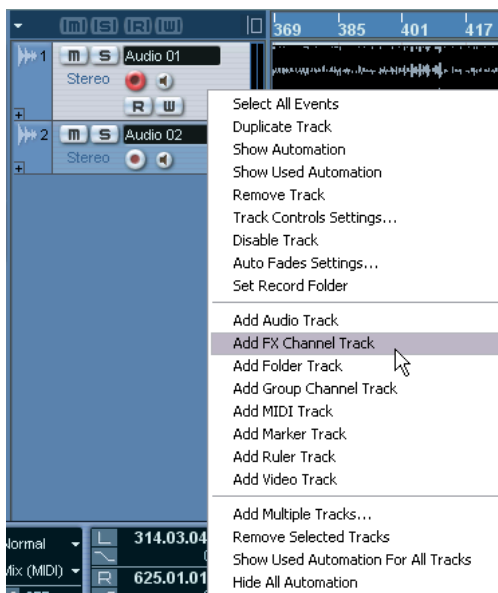 m S R W
369 385 401 417
1 m S Audio 01
Stereo
R W
2 m S Audio 02
Stereo
Select All Events
Duplicate Track
Show Automation
Show Used Automation
Remove Track
Track Controls Settings...
Disable Track
Auto Fades Settings...
Set Record Folder
Add Audio Track
Add FX Channel Track
Add Folder Track
Add Group Channel Track
Add MIDI Track
Add Marker Track
Add Ruler Track
Add Video Track
Add Multiple Tracks...
Remove Selected Tracks
Show Used Automation For All Tracks
Hide All Automation
Normal L 314.03.04
Mix (MIDI) R 625.01.01